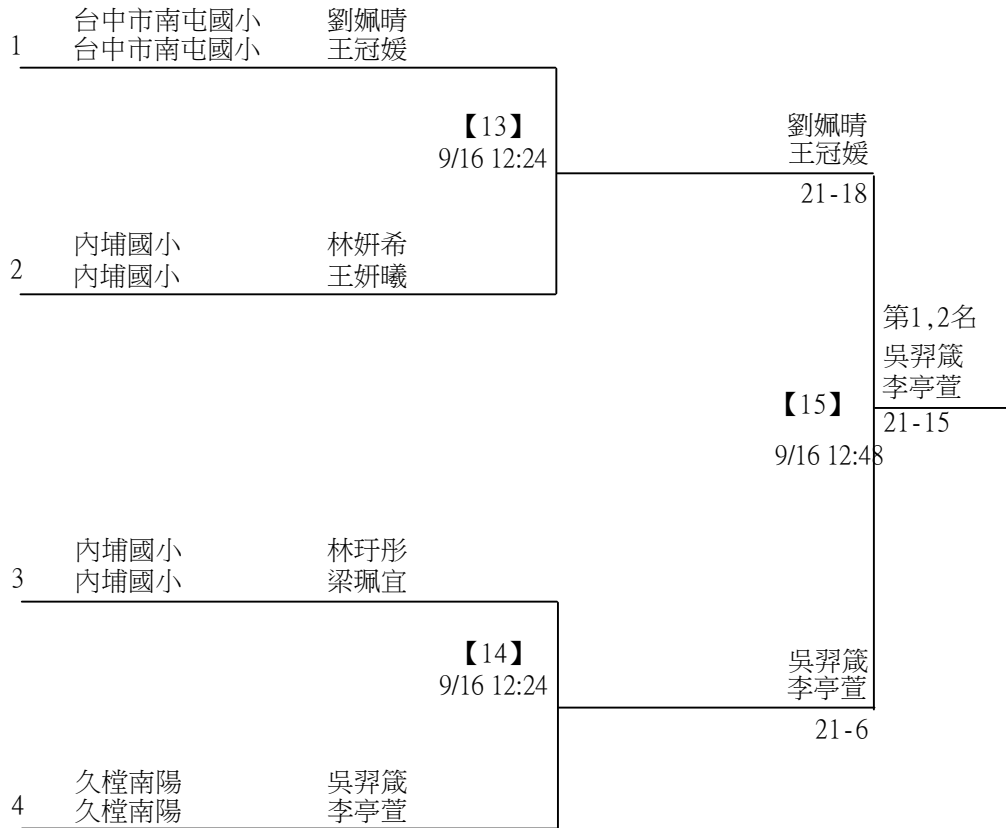 台中市南屯國小 劉姵晴
1 台中市南屯國小 王冠媛
【13】
9/16 12:24
劉姵晴
王冠媛
21-18
內埔國小 林妍希
2 內埔國小 王妍曦
第1,2名
吳羿箴
李亭萱
【15】
21-15
9/16 12:48
內埔國小 林玗彤
3 內埔國小 梁珮宜
【14】
9/16 12:24
吳羿箴
李亭萱
21-6
久樘南陽 吳羿箴
4 久樘南陽 李亭萱